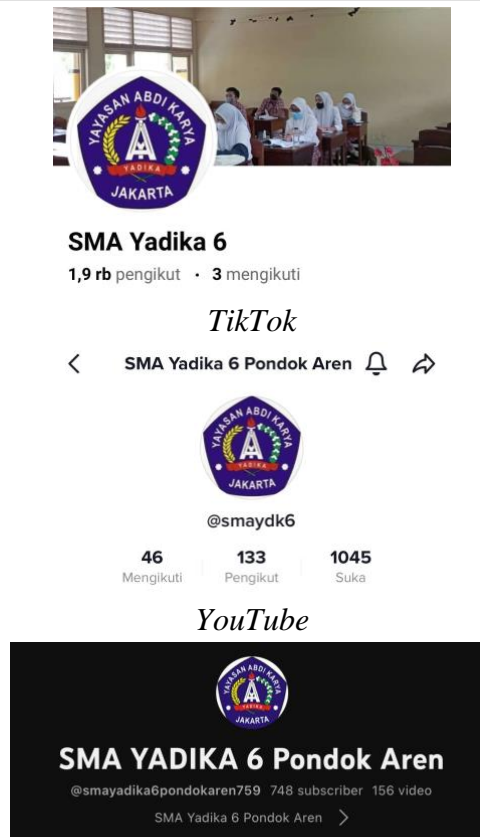 YAYASAN ABDI KARYA
YADIKA
JAKARTA
SMA Yadika 6
1,9 rb pengikut • 3 mengikuti
TikTok
SMA Yadika 6 Pondok Aren
YAYASAN ABDI KARYA
YADIKA
JAKARTA
@smaydk6
46 133 1045
Mengikuti Pengikut Suka
YouTube
YAYASAN ABDI KARYA
YADIKA
JAKARTA
SMA YADIKA 6 Pondok Aren
@smayadika6pondokaren759 748 subscriber 156 video
SMA Yadika 6 Pondok Aren